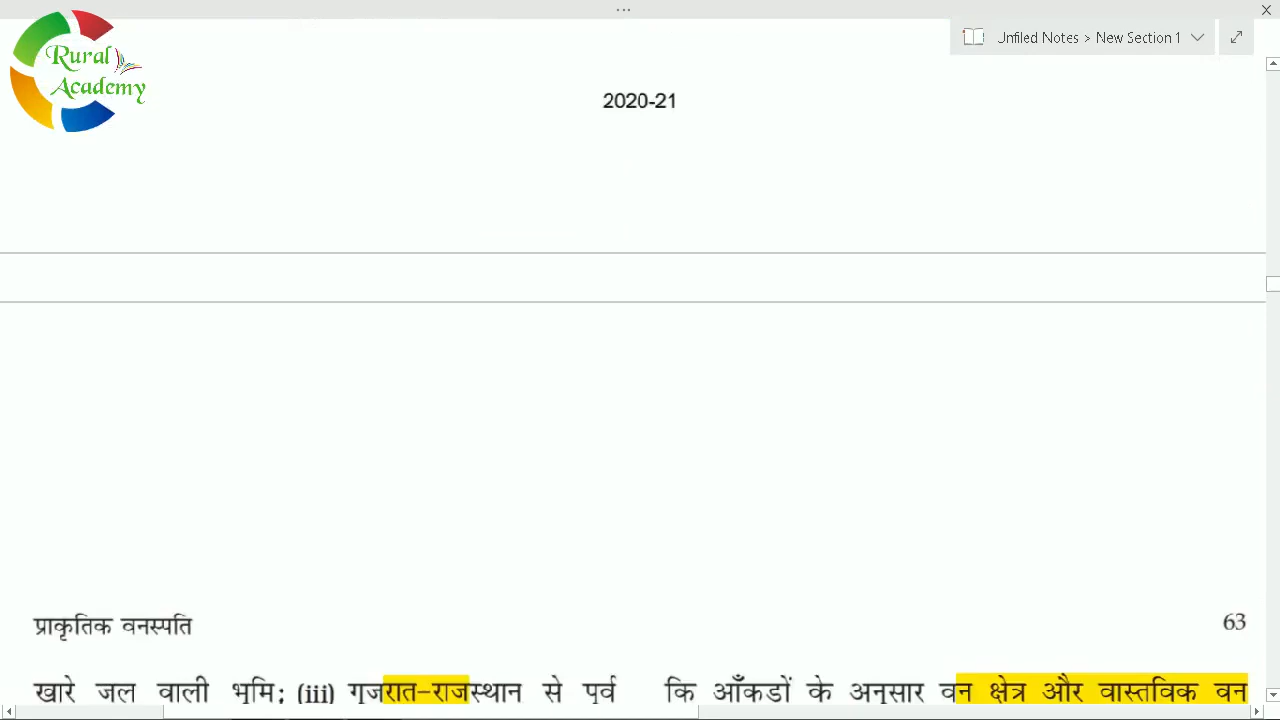 Rural
Academy
Unfiled Notes > New Section 1
2020-21
प्राकृतिक वनस्पति
63
खारे जल वाली भूमि; (iii) गुजरात-राजस्थान से पूर्व
कि आँकड़ों के अनुसार वन क्षेत्र और वास्तविक वन